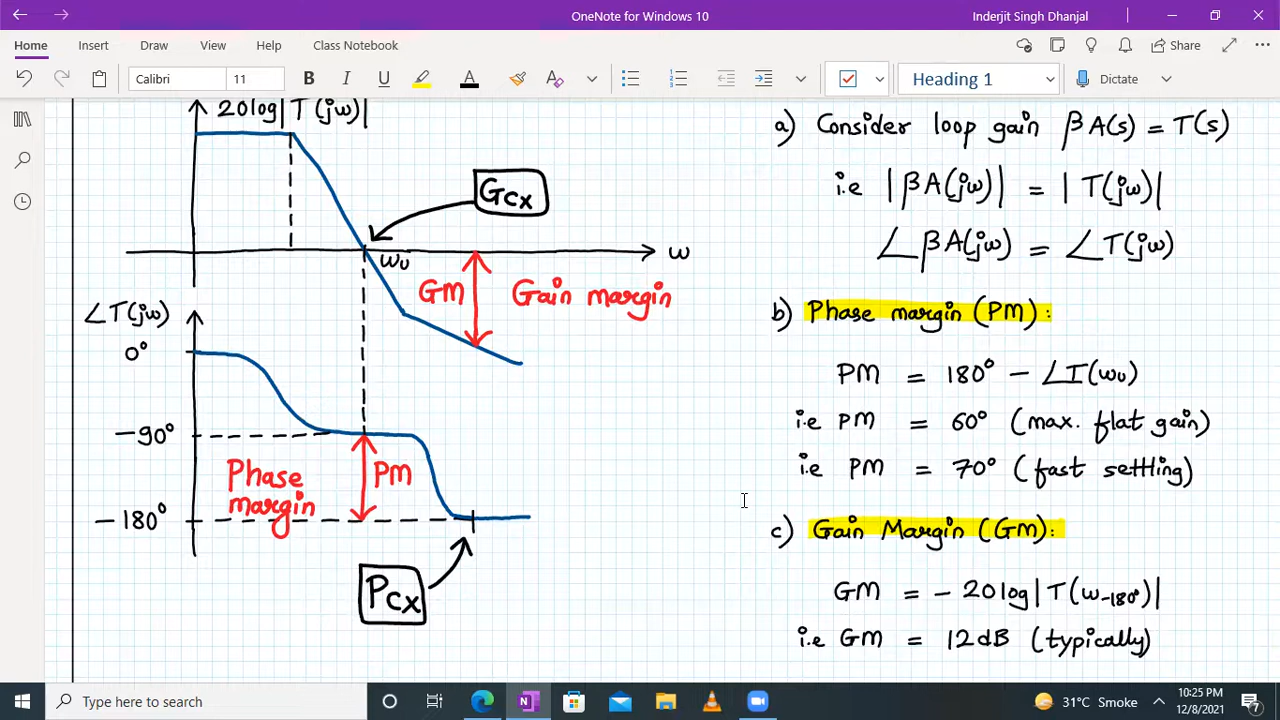 OneNote for Windows 10
Inderjit Singh Dhanjal
Home Insert Draw View Help Class Notebook
Share
Calibri 11 B I U A A
Heading 1
Dictate
20log|T(jω)|
Gcx
ωu
ω
GM
Gain margin
∠T(jω)
0°
-90°
Phase
margin
PM
-180°
Pcx
a) Consider loop gain βA(s) = T(s)
i.e |βA(jω)| = |T(jω)|
∠βA(jω) = ∠T(jω)
b) Phase margin (PM):
PM = 180° - ∠T(ωu)
i.e PM = 60° (max. flat gain)
i.e PM = 70° (fast settling)
c) Gain Margin (GM):
GM = - 20log|T(ω-180°)|
i.e GM = 12dB (typically)
Type here to search
31°C Smoke
10:25 PM
12/8/2021
7